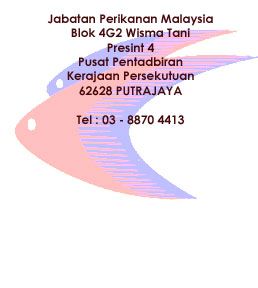 Jabatan Perikanan Malaysia
Blok 4G2 Wisma Tani
Presint 4
Pusat Pentadbiran
Kerajaan Persekutuan
62628 PUTRAJAYA
Tel : 03 - 8870 4413